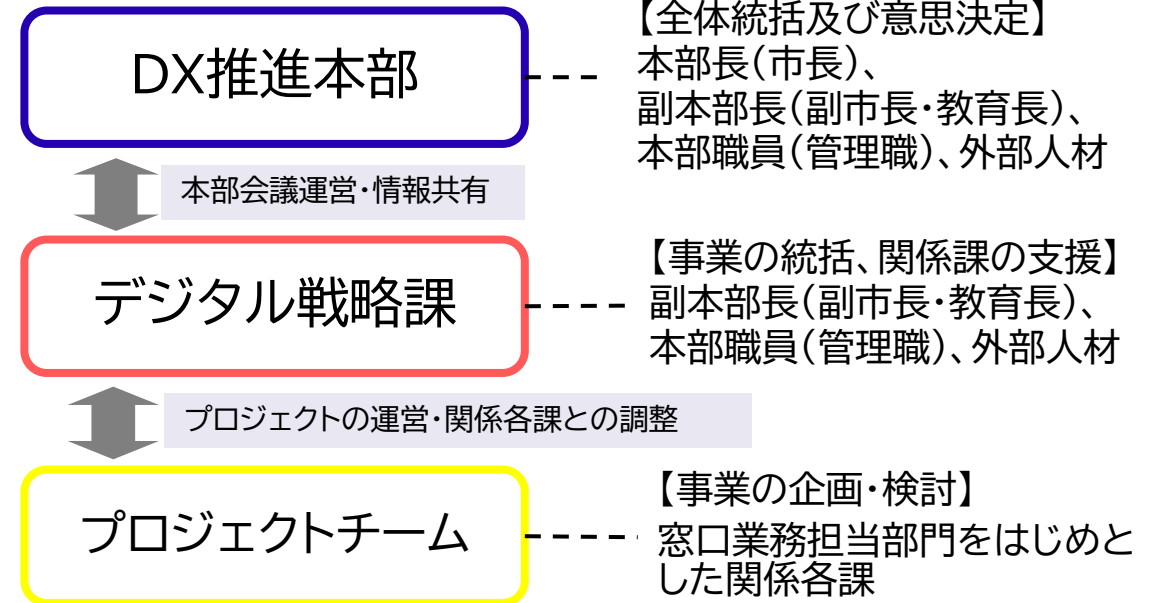 DX推進本部
【全体統括及び意思決定】
本部長(市長)、
副本部長(副市長・教育長)、
本部職員(管理職)、外部人材
本部会議運営・情報共有
デジタル戦略課
【事業の統括、関係課の支援】
副本部長(副市長・教育長)、
本部職員(管理職)、外部人材
プロジェクトの運営・関係各課との調整
プロジェクトチーム
【事業の企画・検討】
窓口業務担当部門をはじめと
した関係各課